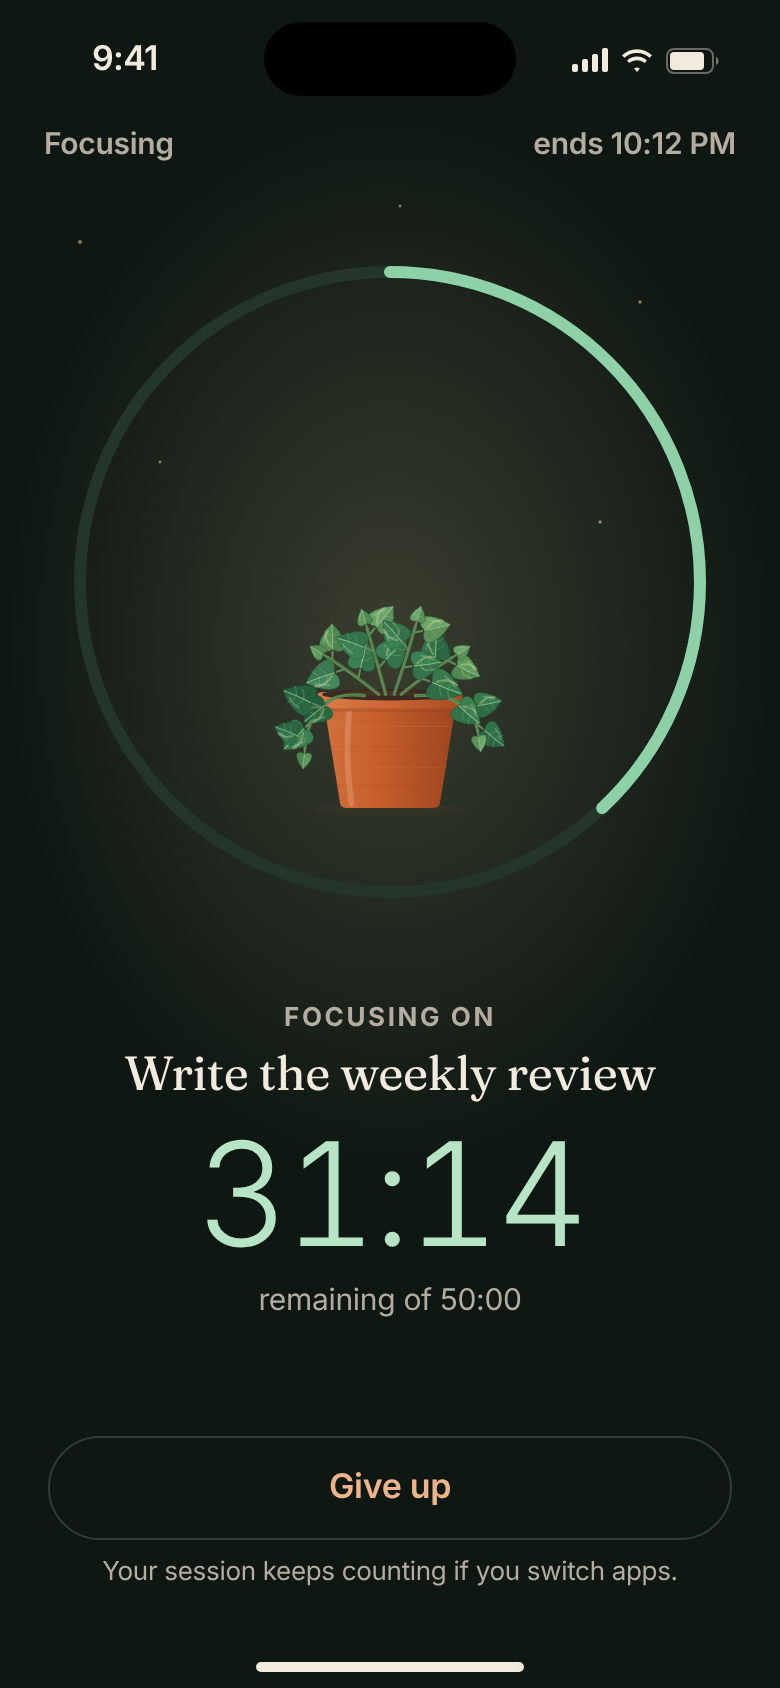 9:41
Focusing
ends 10:12 PM
FOCUSING ON
Write the weekly review
31:14
remaining of 50:00
Give up
Your session keeps counting if you switch apps.